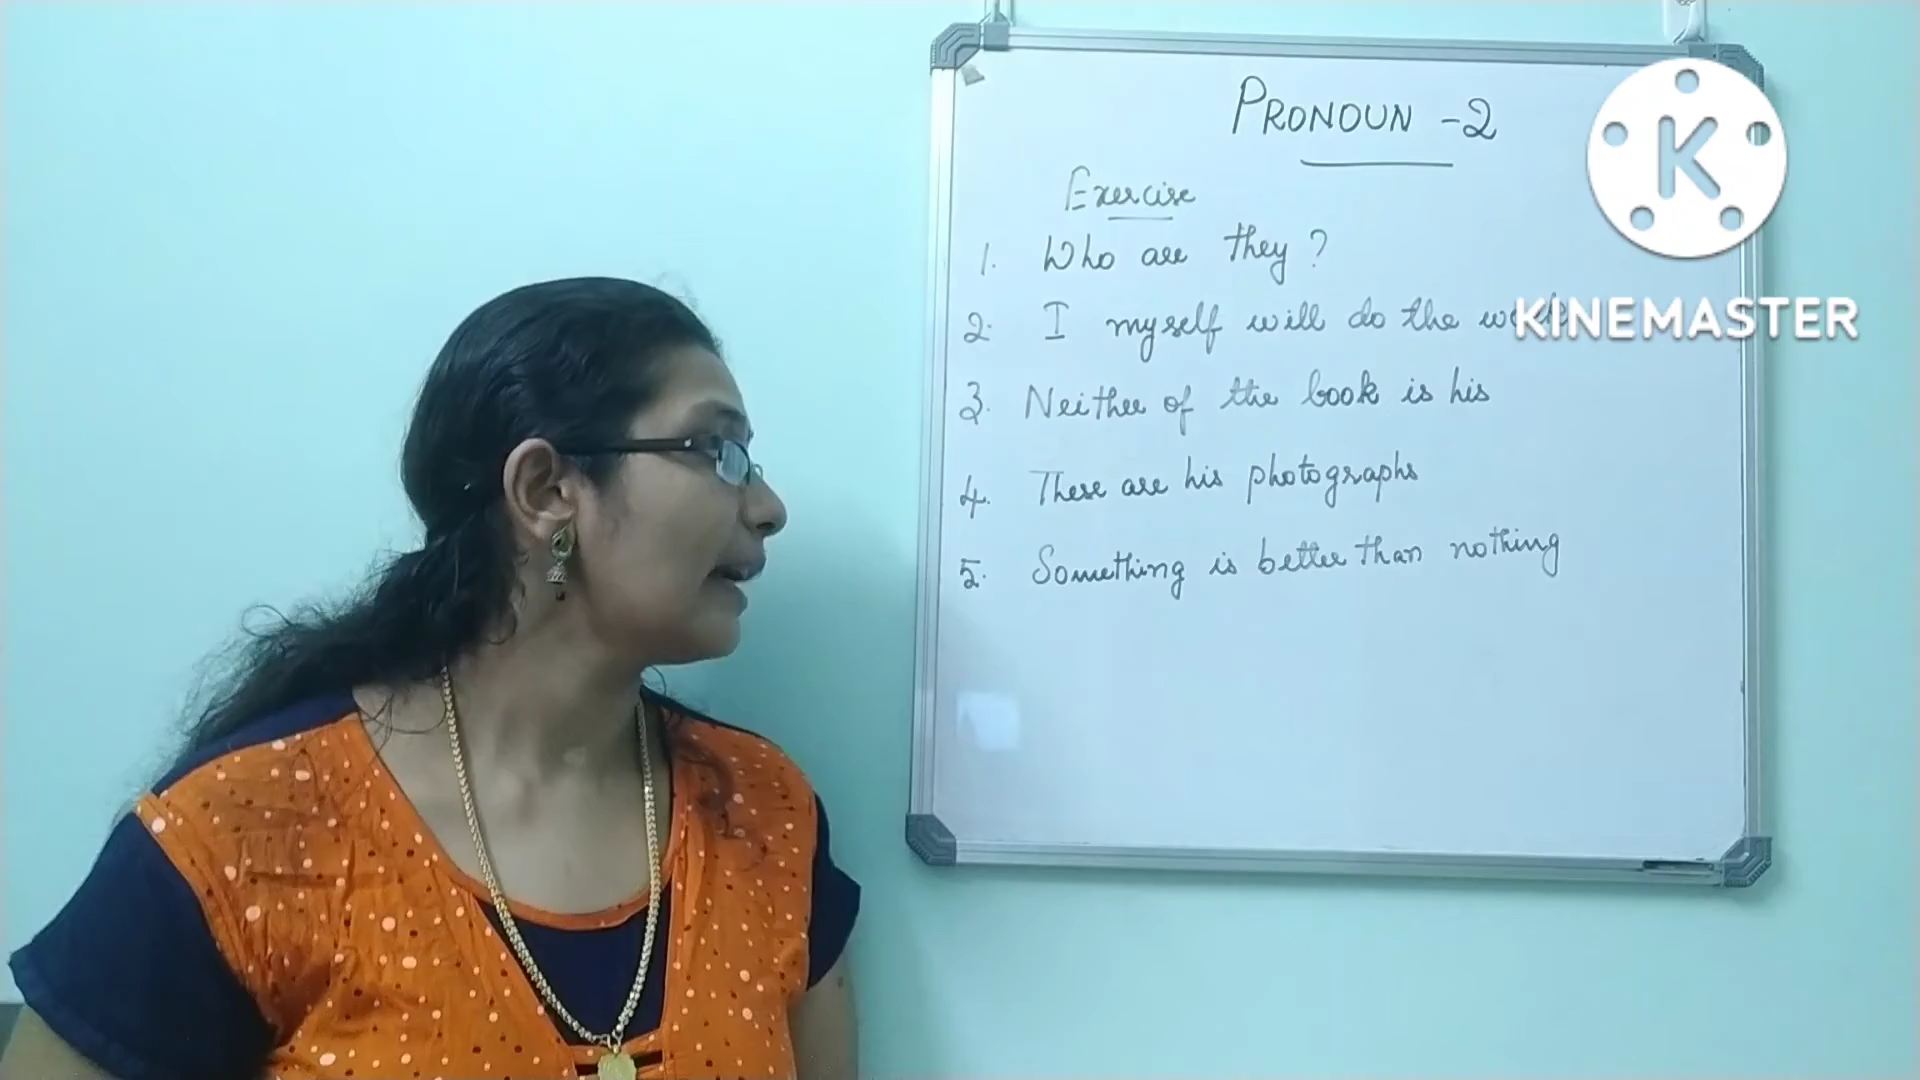 PRONOUN -2
Exercise
1. Who are they ?
2. I myself will do the
3. Neither of the book is his
4. These are his photographs
5. Something is better than nothing
K
KINEMASTER